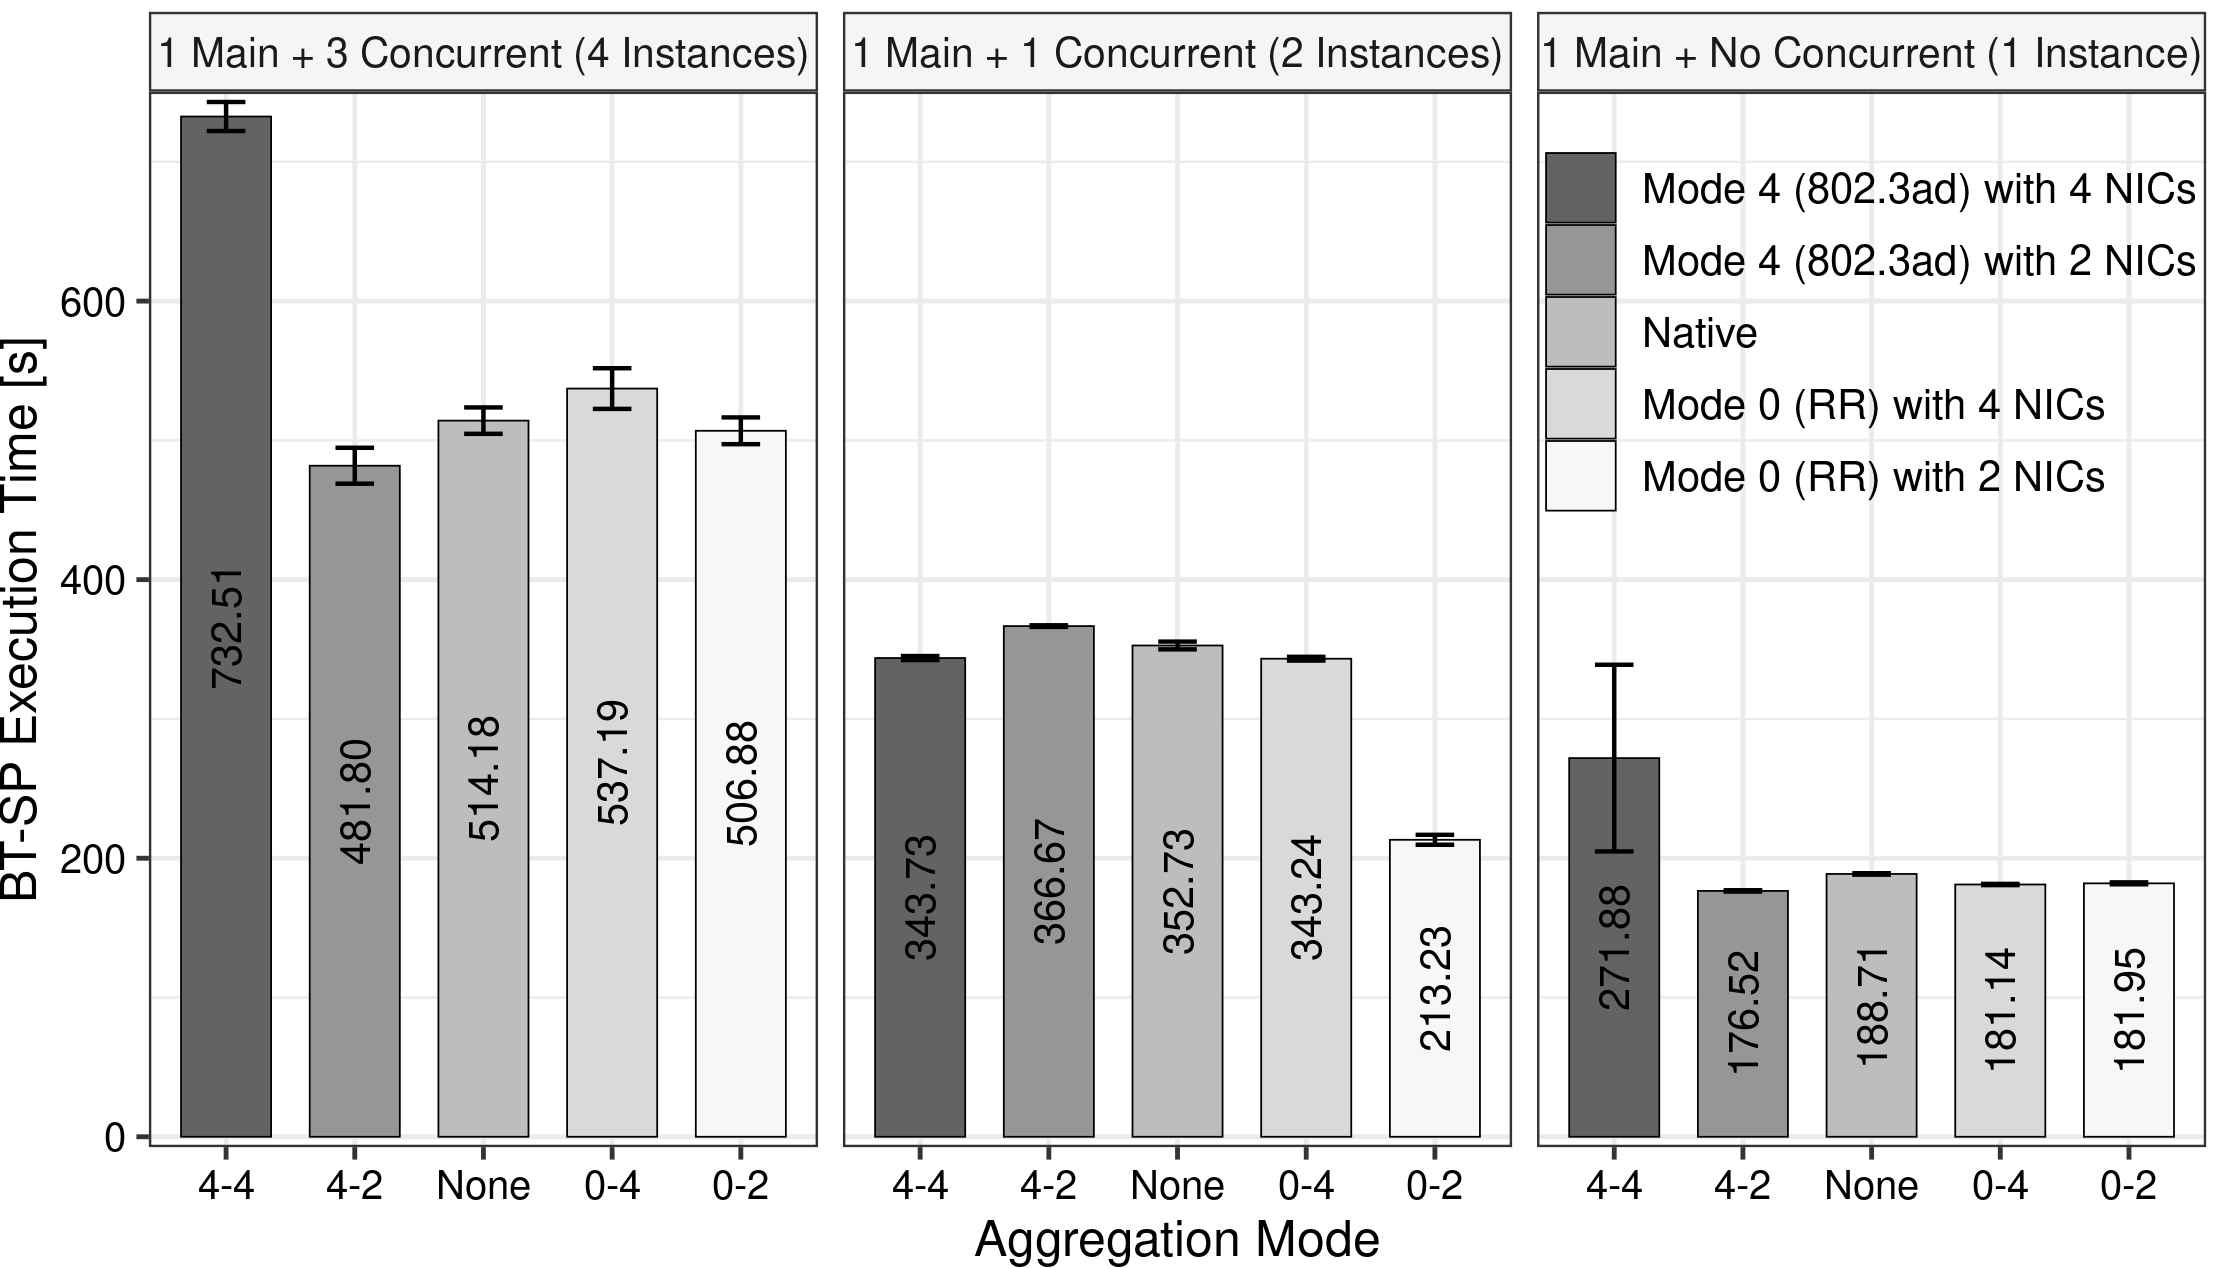 1 Main + 3 Concurrent (4 Instances)
1 Main + 1 Concurrent (2 Instances)
1 Main + No Concurrent (1 Instance)
BT-SP Execution Time [s]
600
400
200
0
732.51
481.80
514.18
537.19
506.88
343.73
366.67
352.73
343.24
213.23
271.88
176.52
188.71
181.14
181.95
Mode 4 (802.3ad) with 4 NICs
Mode 4 (802.3ad) with 2 NICs
Native
Mode 0 (RR) with 4 NICs
Mode 0 (RR) with 2 NICs
4-4 4-2 None 0-4 0-2
4-4 4-2 None 0-4 0-2
4-4 4-2 None 0-4 0-2
Aggregation Mode